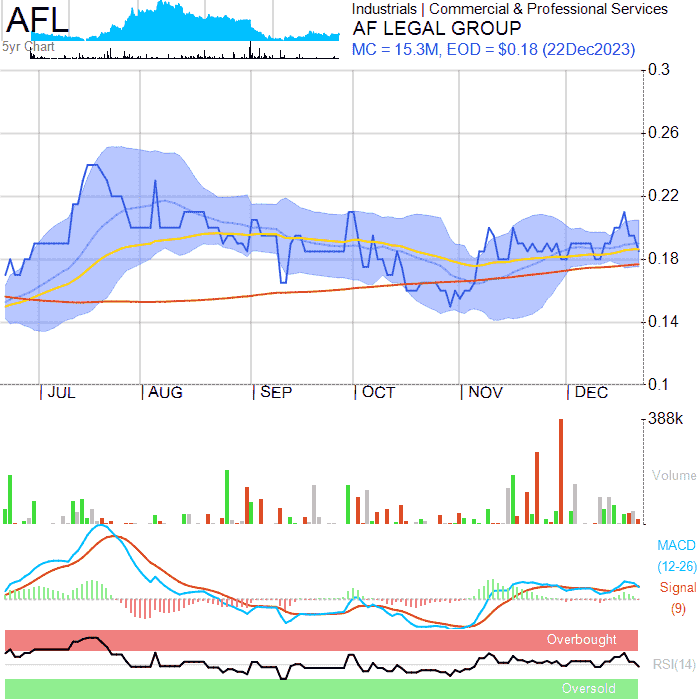 AFL
5yr Chart
Industrials | Commercial & Professional Services
AF LEGAL GROUP
MC = 15.3M, EOD = $0.18 (22Dec2023)
0.3
0.26
0.22
0.18
0.14
0.1
JUL AUG SEP OCT NOV DEC
388k
Volume
MACD
(12-26)
Signal
(9)
Overbought
RSI(14)
Oversold